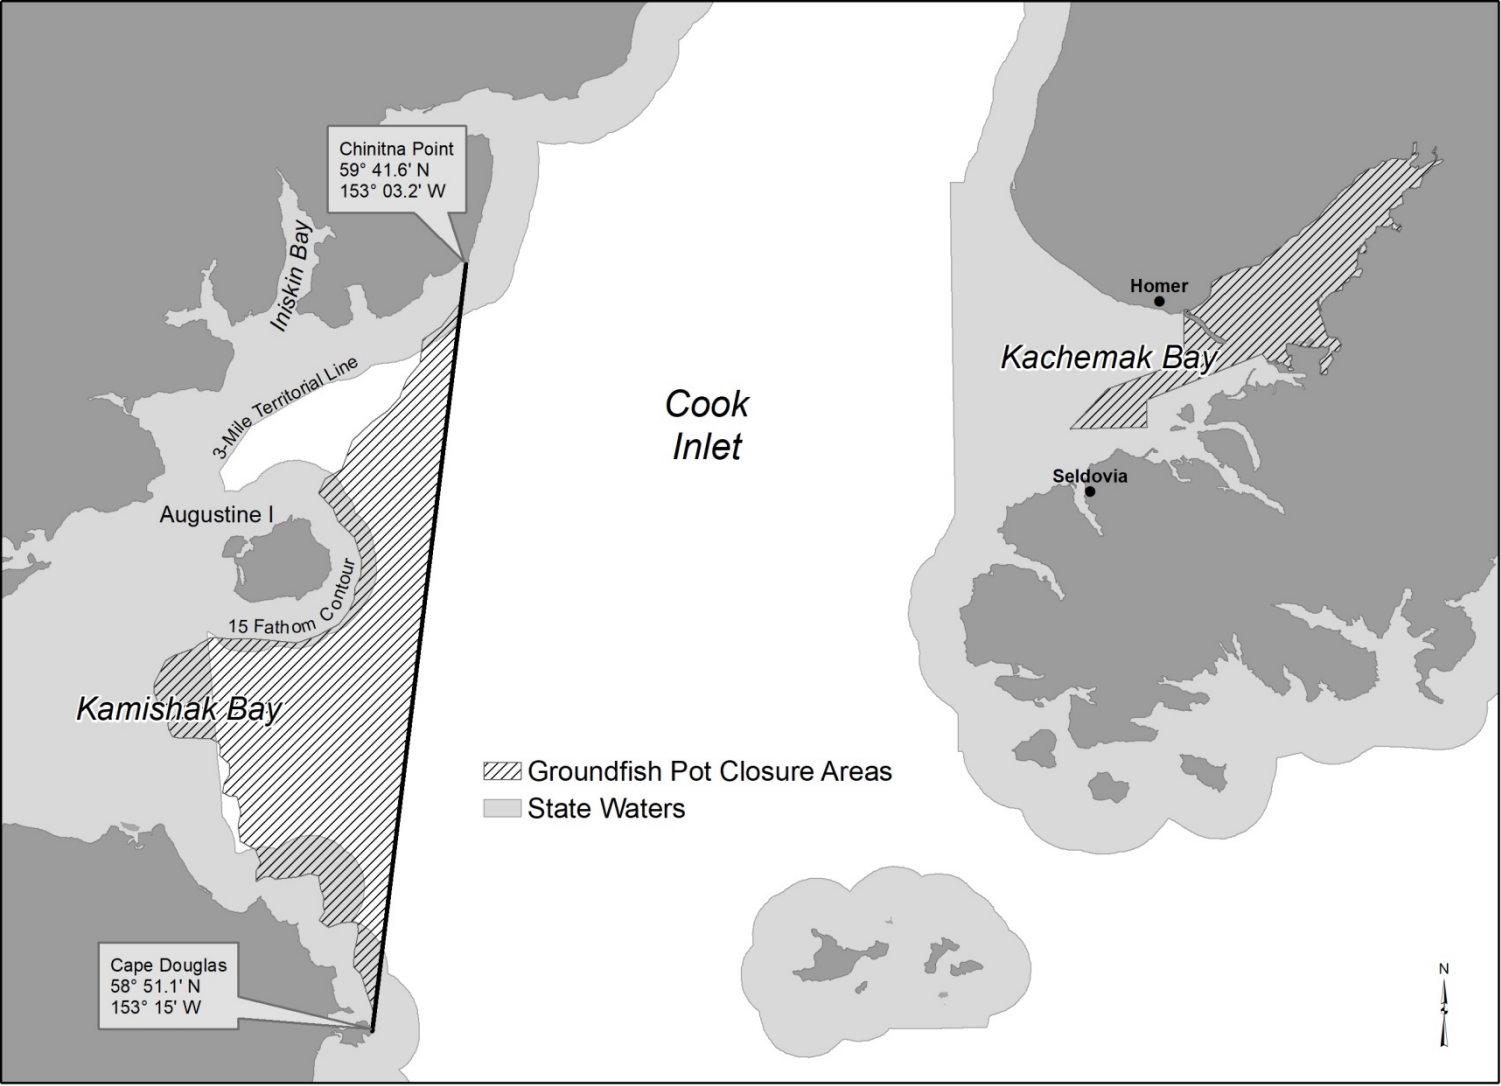 Chinitna Point
59° 41.6' N
153° 03.2' W
Iniskin Bay
3-Mile Territorial Line
Homer
Kachemak Bay
Cook
Inlet
Seldovia
Augustine I
15 Fathom Contour
Kamishak Bay
Groundfish Pot Closure Areas
State Waters
Cape Douglas
58° 51.1' N
153° 15' W
N